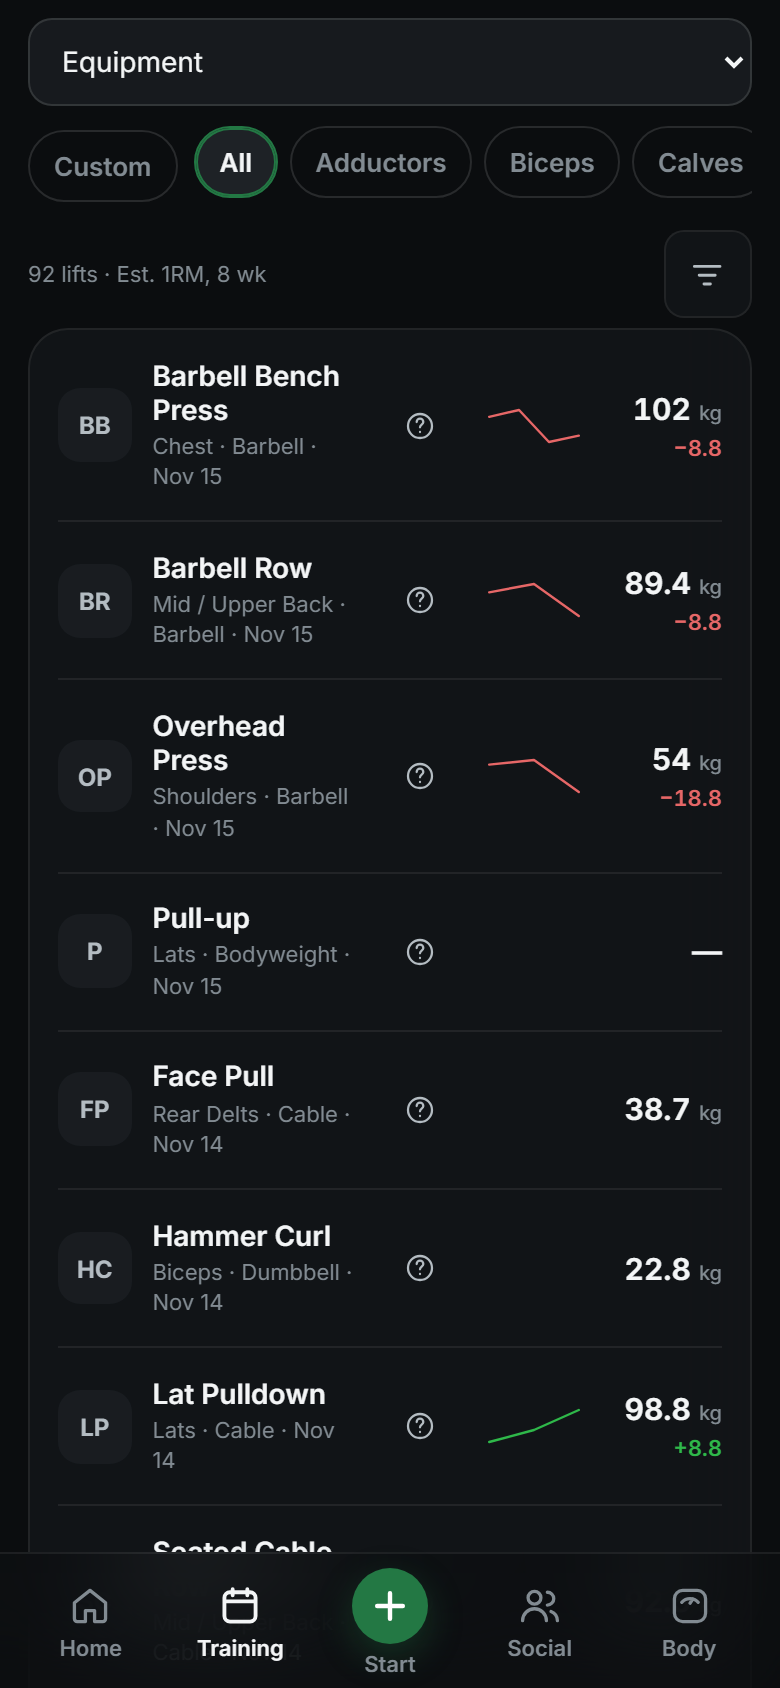 Equipment
Custom
All
Adductors
Biceps
Calves
92 lifts · Est. 1RM, 8 wk
BB
Barbell Bench
Press
Chest · Barbell ·
Nov 15
102 kg
−8.8
BR
Barbell Row
Mid / Upper Back ·
Barbell · Nov 15
89.4 kg
−8.8
OP
Overhead
Press
Shoulders · Barbell
· Nov 15
54 kg
−18.8
P
Pull-up
Lats · Bodyweight ·
Nov 15
—
FP
Face Pull
Rear Delts · Cable ·
Nov 14
38.7 kg
HC
Hammer Curl
Biceps · Dumbbell ·
Nov 14
22.8 kg
LP
Lat Pulldown
Lats · Cable · Nov
14
98.8 kg
+8.8
Seated Cable
Home
Training
Start
Social
Body